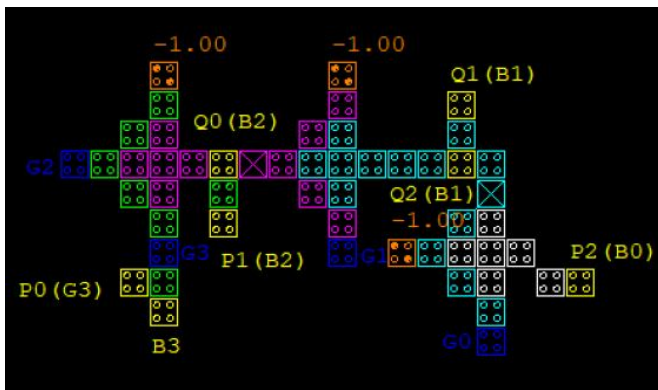 -1.00 -1.00
Q1(B1)
Q0(B2)
G2
Q2(B1)
-1.00
G3 P1(B2) G1 P2(B0)
P0(G3)
B3 G0